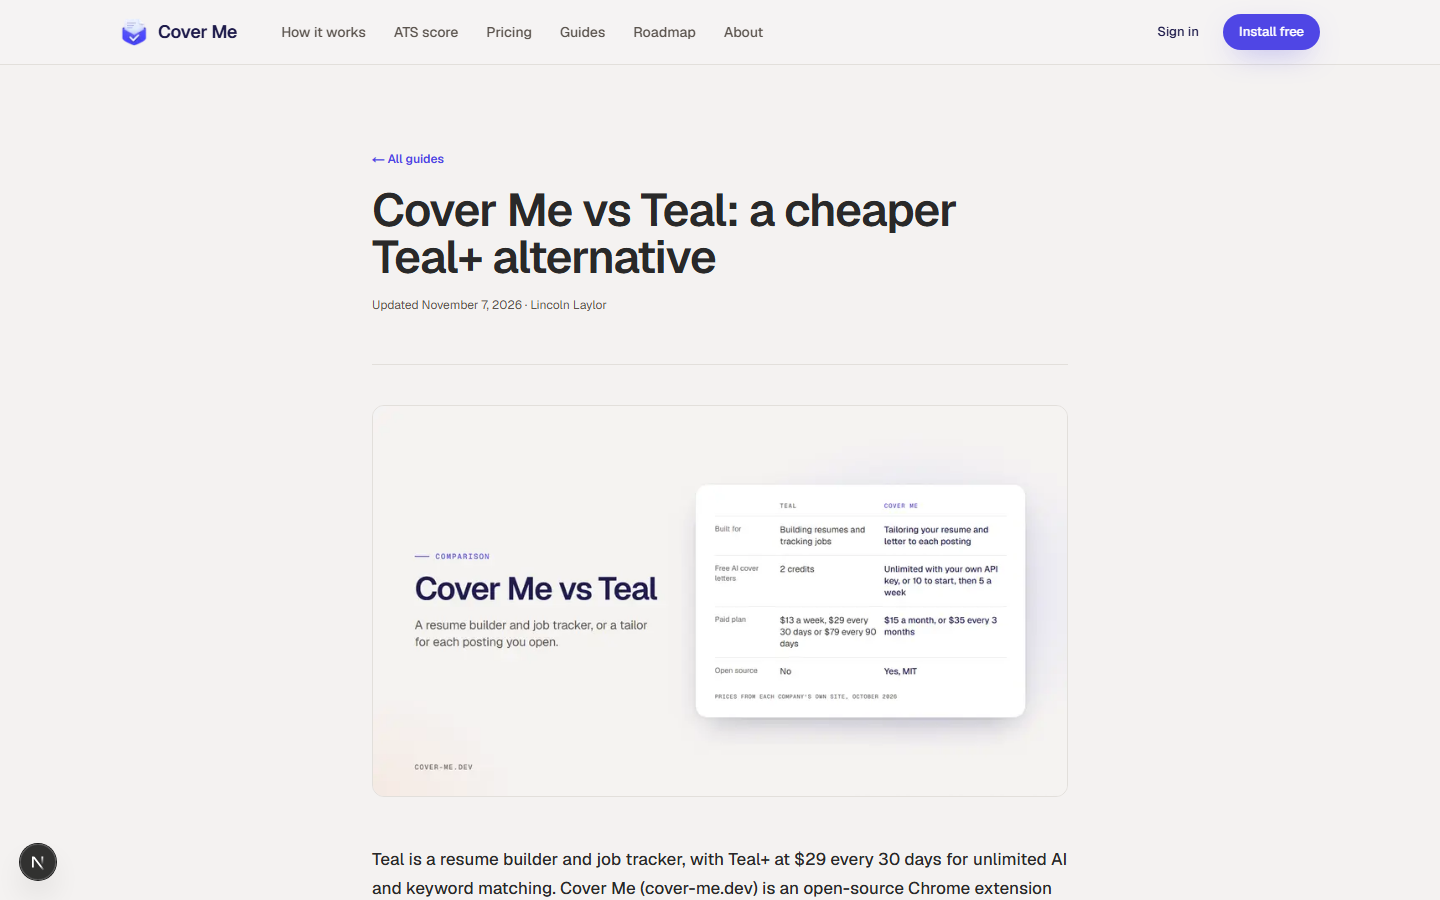 Cover Me
How it works
ATS score
Pricing
Guides
Roadmap
About
Sign in
Install free
← All guides
Cover Me vs Teal: a cheaper
Teal+ alternative
Updated November 7, 2026 · Lincoln Laylor
COMPARISON
Cover Me vs Teal
A resume builder and job tracker, or a tailor
for each posting you open.
COVER-ME.DEV
TEAL
COVER ME
Built for
Building resumes and
tracking jobs
Tailoring your resume and
letter to each posting
Free AI cover
letters
2 credits
Unlimited with your own API
key, or 10 to start, then 5 a
week
Paid plan
$13 a week, $29 every
30 days or $79 every 90
days
$15 a month, or $35 every 3
months
Open source
No
Yes, MIT
PRICES FROM EACH COMPANY'S OWN SITE, OCTOBER 2026
Teal is a resume builder and job tracker, with Teal+ at $29 every 30 days for unlimited AI
and keyword matching. Cover Me (cover-me.dev) is an open-source Chrome extension
N